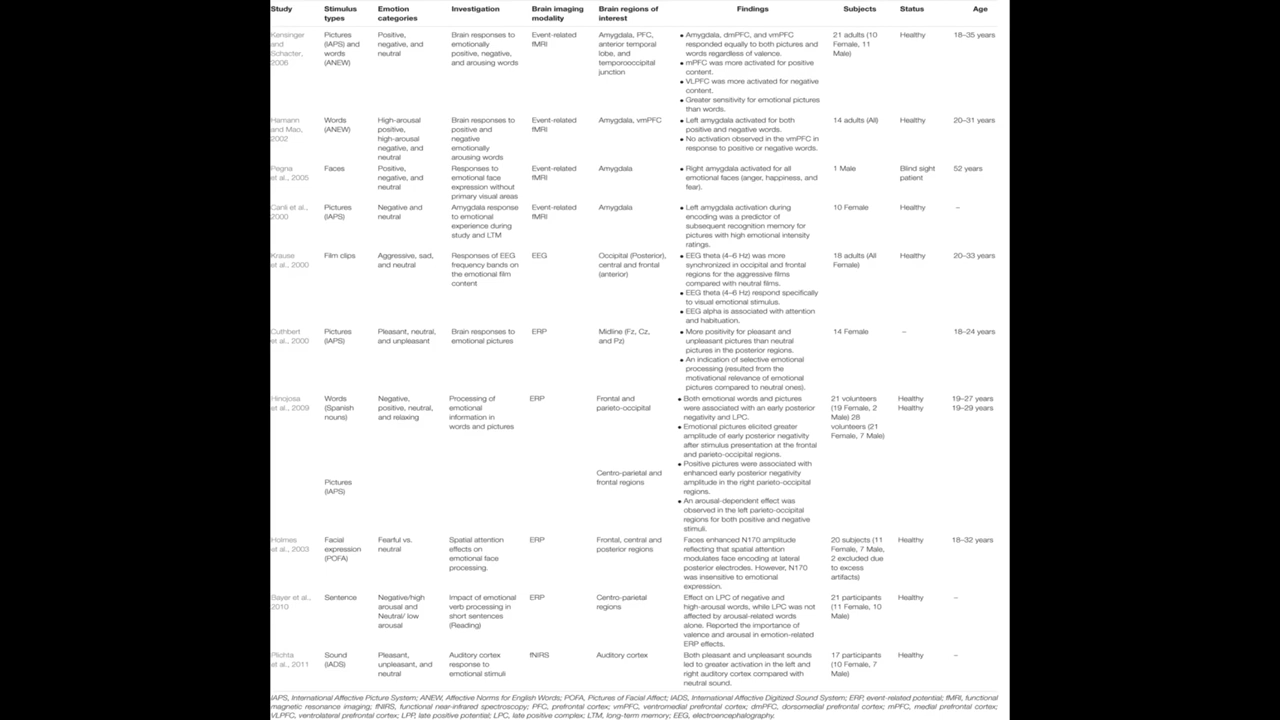 Study
Stimulus
types
Emotion
categories
Investigation
Brain imaging
modality
Brain regions of
interest
Findings
Subjects
Status
Age
Kensinger
and
Schacter,
2006
Pictures
(IAPS) and
words
(ANEW)
Positive,
negative, and
neutral
Brain responses to
emotionally
positive, negative,
and arousing words
Event-related
fMRI
Amygdala, PFC,
anterior temporal
lobe, and
temporooccipital
junction
• Amygdala, dmPFC, and vmPFC
responded equally to both pictures and
words regardless of valence.
• mPFC was more activated for positive
content.
• VLPFC was more activated for negative
content.
• Greater sensitivity for emotional pictures
than words.
21 adults (10
Female, 11
Male)
Healthy
18–35 years
Hamann
and Mao,
2002
Words
(ANEW)
High-arousal
positive,
high-arousal
negative, and
neutral
Brain responses to
positive and
negative
emotionally
arousing words
Event-related
fMRI
Amygdala, vmPFC
• Left amygdala activated for both
positive and negative words.
• No activation observed in the vmPFC in
response to positive or negative words.
14 adults (All)
Healthy
20–31 years
Pegna
et al., 2005
Faces
Positive,
negative, and
neutral
Responses to
emotional face
expression without
primary visual areas
Event-related
fMRI
Amygdala
• Right amygdala activated for all
emotional faces (anger, happiness, and
fear).
1 Male
Blind sight
patient
52 years
Canli et al.,
2000
Pictures
(IAPS)
Negative and
neutral
Amygdala response
to emotional
experience during
study and LTM
Event-related
fMRI
Amygdala
• Left amygdala activation during
encoding was a predictor of
subsequent recognition memory for
pictures with high emotional intensity
ratings.
10 Female
Healthy
–
Krause
et al., 2000
Film clips
Aggressive, sad,
and neutral
Responses of EEG
frequency bands on
the emotional film
content
EEG
Occipital (Posterior),
central and frontal
(anterior)
• EEG theta (4–6 Hz) was more
synchronized in occipital and frontal
regions for the aggressive films
compared with neutral films.
• EEG theta (4–6 Hz) respond specifically
to visual emotional stimulus.
• EEG alpha is associated with attention
and habituation.
18 adults (All
Female)
Healthy
20–33 years
Cuthbert
et al., 2000
Pictures
(IAPS)
Pleasant, neutral,
and unpleasant
Brain responses to
emotional pictures
ERP
Midline (Fz, Cz,
and Pz)
• More positivity for pleasant and
unpleasant pictures than neutral
pictures in the posterior regions.
• An indication of selective emotional
processing (resulted from the
motivational relevance of emotional
pictures compared to neutral ones).
14 Female
–
18–24 years
Hinojosa
et al., 2009
Words
(Spanish
nouns)
Pictures
(IAPS)
Negative,
positive, neutral,
and relaxing
Processing of
emotional
information in
words and pictures
ERP
Frontal and
parieto-occipital
Centro-parietal and
frontal regions
• Both emotional words and pictures
were associated with an early posterior
negativity and LPC.
• Emotional pictures elicited greater
amplitude of early posterior negativity
after stimulus presentation at the frontal
and parieto-occipital regions.
• Positive pictures were associated with
enhanced early posterior negativity
amplitude in the right parieto-occipital
regions.
• An arousal-dependent effect was
observed in the left parieto-occipital
regions for both positive and negative
stimuli.
21 volunteers
(19 Female, 2
Male) 28
volunteers (21
Female, 7 Male)
Healthy
Healthy
19–27 years
19–29 years
Holmes
et al., 2003
Facial
expression
(POFA)
Fearful vs.
neutral
Spatial attention
effects on
emotional face
processing.
ERP
Frontal, central and
posterior regions
Faces enhanced N170 amplitude
reflecting that spatial attention
modulates face encoding at lateral
posterior electrodes. However, N170
was insensitive to emotional
expression.
20 subjects (11
Female, 7 Male,
2 excluded due
to excess
artifacts)
Healthy
18–32 years
Bayer et al.,
2010
Sentence
Negative/high
arousal and
Neutral/ low
arousal
Impact of emotional
verb processing in
short sentences
(Reading)
ERP
Centro-parietal
regions
Effect on LPC of negative and
high-arousal words, while LPC was not
affected by arousal-related words
alone. Reported the importance of
valence and arousal in emotion-related
ERP effects.
21 participants
(11 Female, 10
Male)
Healthy
–
Plichta
et al., 2011
Sound
(IADS)
Pleasant,
unpleasant, and
neutral
Auditory cortex
response to
emotional stimuli
fNIRS
Auditory cortex
Both pleasant and unpleasant sounds
led to greater activation in the left and
right auditory cortex compared with
neutral sound.
17 participants
(10 Female, 7
Male)
Healthy
–
IAPS, International Affective Picture System; ANEW, Affective Norms for English Words; POFA, Pictures of Facial Affect; IADS, International Affective Digitized Sound System; ERP, event-related potential; fMRI, functional
magnetic resonance imaging; fNIRS, functional near-infrared spectroscopy; PFC, prefrontal cortex; vmPFC, ventromedial prefrontal cortex; dmPFC, dorsomedial prefrontal cortex; mPFC, medial prefrontal cortex;
VLPFC, ventrolateral prefrontal cortex; LPP, late positive potential; LPC, late positive complex; LTM, long-term memory; EEG, electroencephalography.